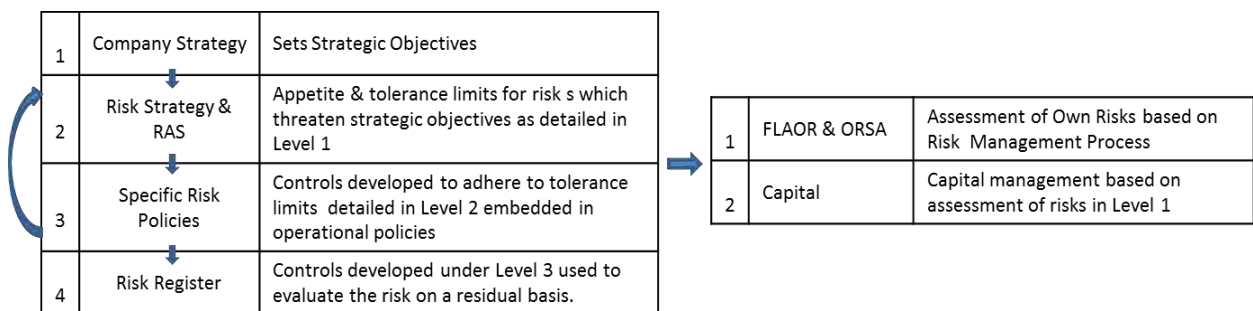 1
Company Strategy
Sets Strategic Objectives
2
Risk Strategy &
RAS
Appetite & tolerance limits for risk s which
threaten strategic objectives as detailed in
Level 1
3
Specific Risk
Policies
Controls developed to adhere to tolerance
limits detailed in Level 2 embedded in
operational policies
4
Risk Register
Controls developed under Level 3 used to
evaluate the risk on a residual basis.
1
FLAOR & ORSA
Assessment of Own Risks based on
Risk Management Process
2
Capital
Capital management based on
assessment of risks in Level 1